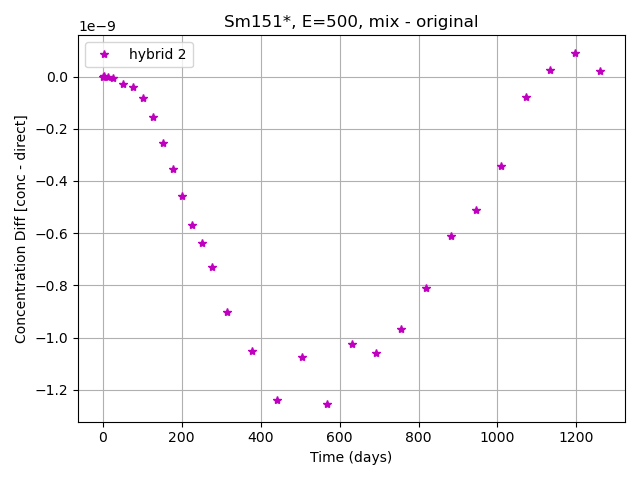 Sm151*, E=500, mix - original
1e−9
hybrid 2
0.0
−0.2
−0.4
−0.6
−0.8
−1.0
−1.2
Concentration Diff [conc - direct]
0 200 400 600 800 1000 1200
Time (days)